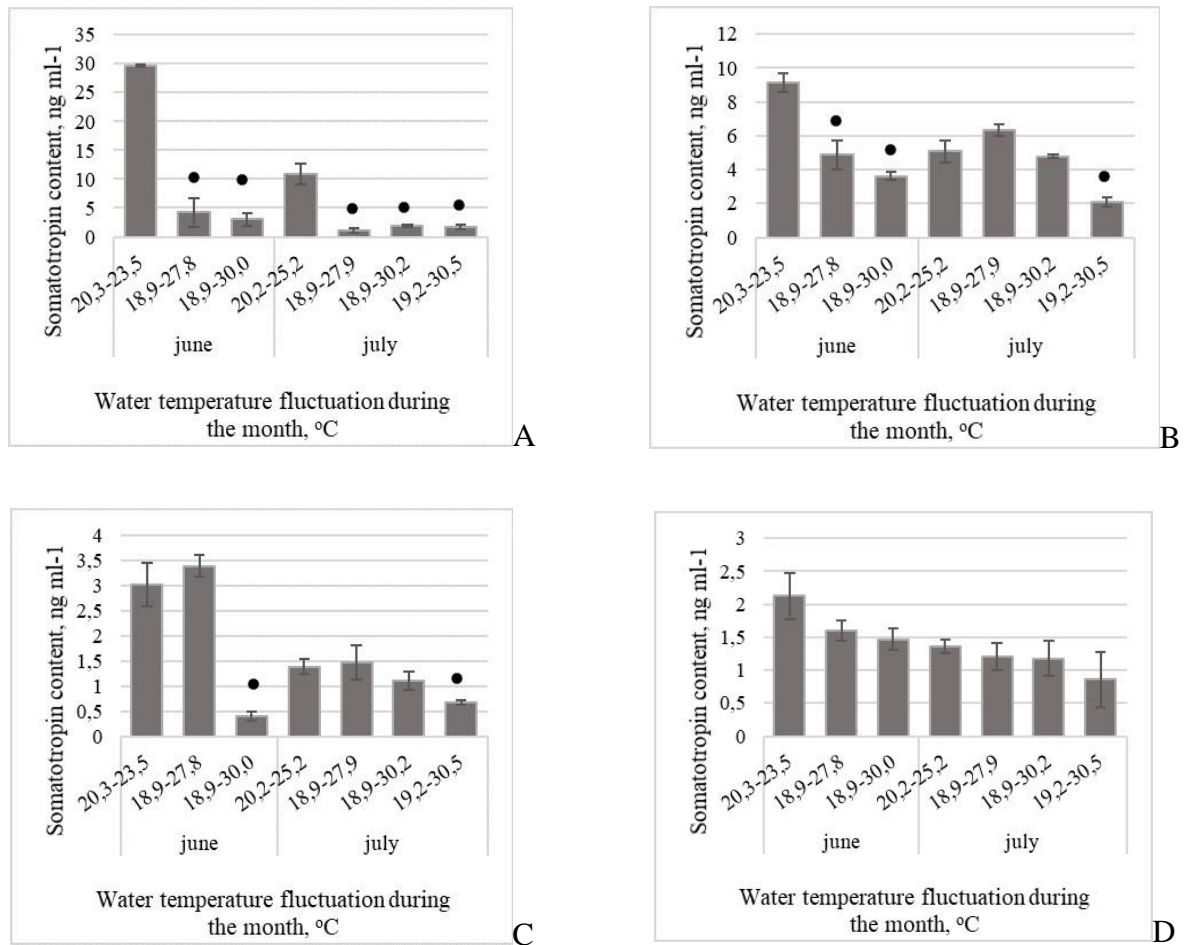 Somatotropin content, ng ml-1
35
30
25
20
15
10
5
0
20,3-23,5
18,9-27,8
18,9-30,0
20,2-25,2
18,9-27,9
18,9-30,2
19,2-30,5
june
july
Water temperature fluctuation during
the month, °C
A
Somatotropin content, ng ml-1
12
10
8
6
4
2
0
20,3-23,5
18,9-27,8
18,9-30,0
20,2-25,2
18,9-27,9
18,9-30,2
19,2-30,5
june
july
Water temperature fluctuation during
the month, °C
B
Somatotropin content, ng ml-1
4
3,5
3
2,5
2
1,5
1
0,5
0
20,3-23,5
18,9-27,8
18,9-30,0
20,2-25,2
18,9-27,9
18,9-30,2
19,2-30,5
june
july
Water temperature fluctuation during
the month, °C
C
Somatotropin content, ng ml-1
3
2,5
2
1,5
1
0,5
0
20,3-23,5
18,9-27,8
18,9-30,0
20,2-25,2
18,9-27,9
18,9-30,2
19,2-30,5
june
july
Water temperature fluctuation during
the month, °C
D